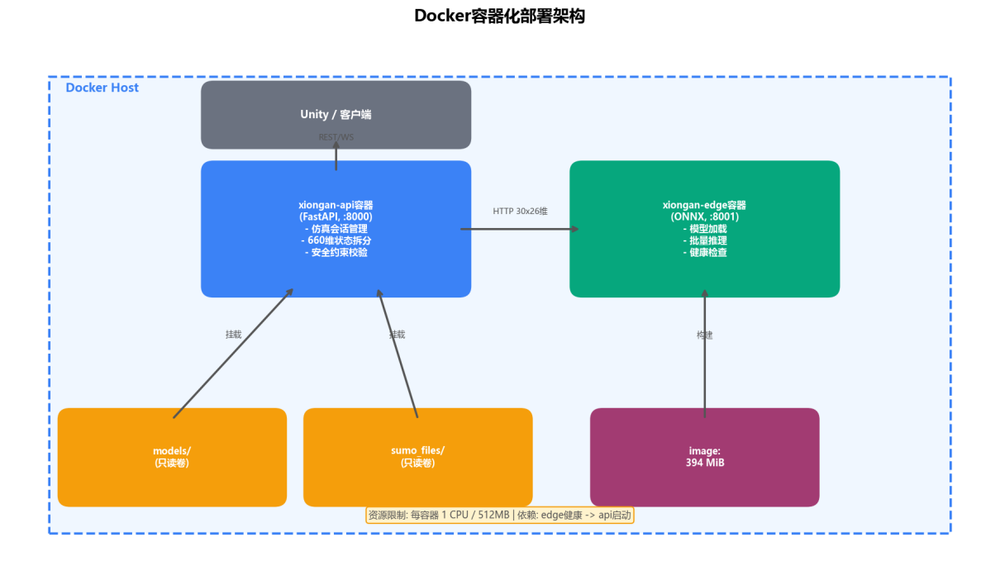 Docker容器化部署架构
Docker Host
Unity / 客户端
REST/WS
xiongan-api容器
(FastAPI, :8000)
- 仿真会话管理
- 660维状态拆分
- 安全约束校验
HTTP 30x26维
xiongan-edge容器
(ONNX, :8001)
- 模型加载
- 批量推理
- 健康检查
挂载
挂载
构建
models/
(只读卷)
sumo_files/
(只读卷)
image:
394 MiB
资源限制: 每容器 1 CPU / 512MB | 依赖: edge健康 -> api启动